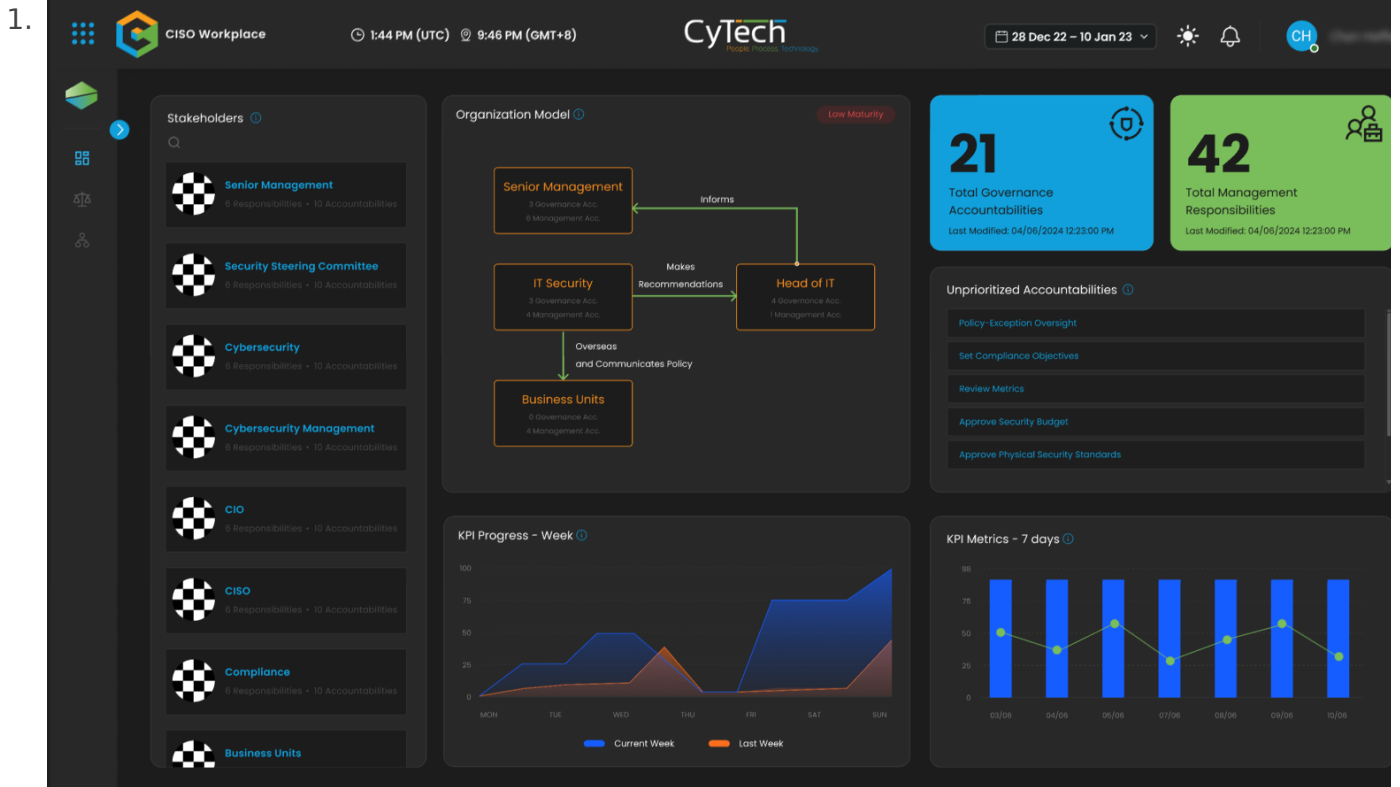 1.
CISO Workplace
1:44 PM (UTC) 9:46 PM (GMT+8)
CyTech
People. Process. Technology.
28 Dec 22 – 10 Jan 23
CH
Stakeholders
Senior Management
6 Responsibilities • 10 Accountabilities
Security Steering Committee
6 Responsibilities • 10 Accountabilities
Cybersecurity
6 Responsibilities • 10 Accountabilities
Cybersecurity Management
6 Responsibilities • 10 Accountabilities
CIO
6 Responsibilities • 10 Accountabilities
CISO
6 Responsibilities • 10 Accountabilities
Compliance
6 Responsibilities • 10 Accountabilities
Business Units
Organization Model
Low Maturity
Senior Management
3 Governance Acc.
6 Management Acc.
Informs
IT Security
3 Governance Acc.
4 Management Acc.
Makes
Recommendations
Head of IT
4 Governance Acc.
1 Management Acc.
Overseas
and Communicates Policy
Business Units
0 Governance Acc.
4 Management Acc.
21
Total Governance
Accountabilities
Last Modified: 04/06/2024 12:23:00 PM
42
Total Management
Responsibilities
Last Modified: 04/06/2024 12:23:00 PM
Unprioritized Accountabilities
Policy-Exception Oversight
Set Compliance Objectives
Review Metrics
Approve Security Budget
Approve Physical Security Standards
KPI Progress - Week
100
75
50
25
0
MON TUE WED THU FRI SAT SUN
Current Week Last Week
KPI Metrics - 7 days
88
75
50
25
0
03/06 04/06 05/06 07/06 08/06 09/06 10/06